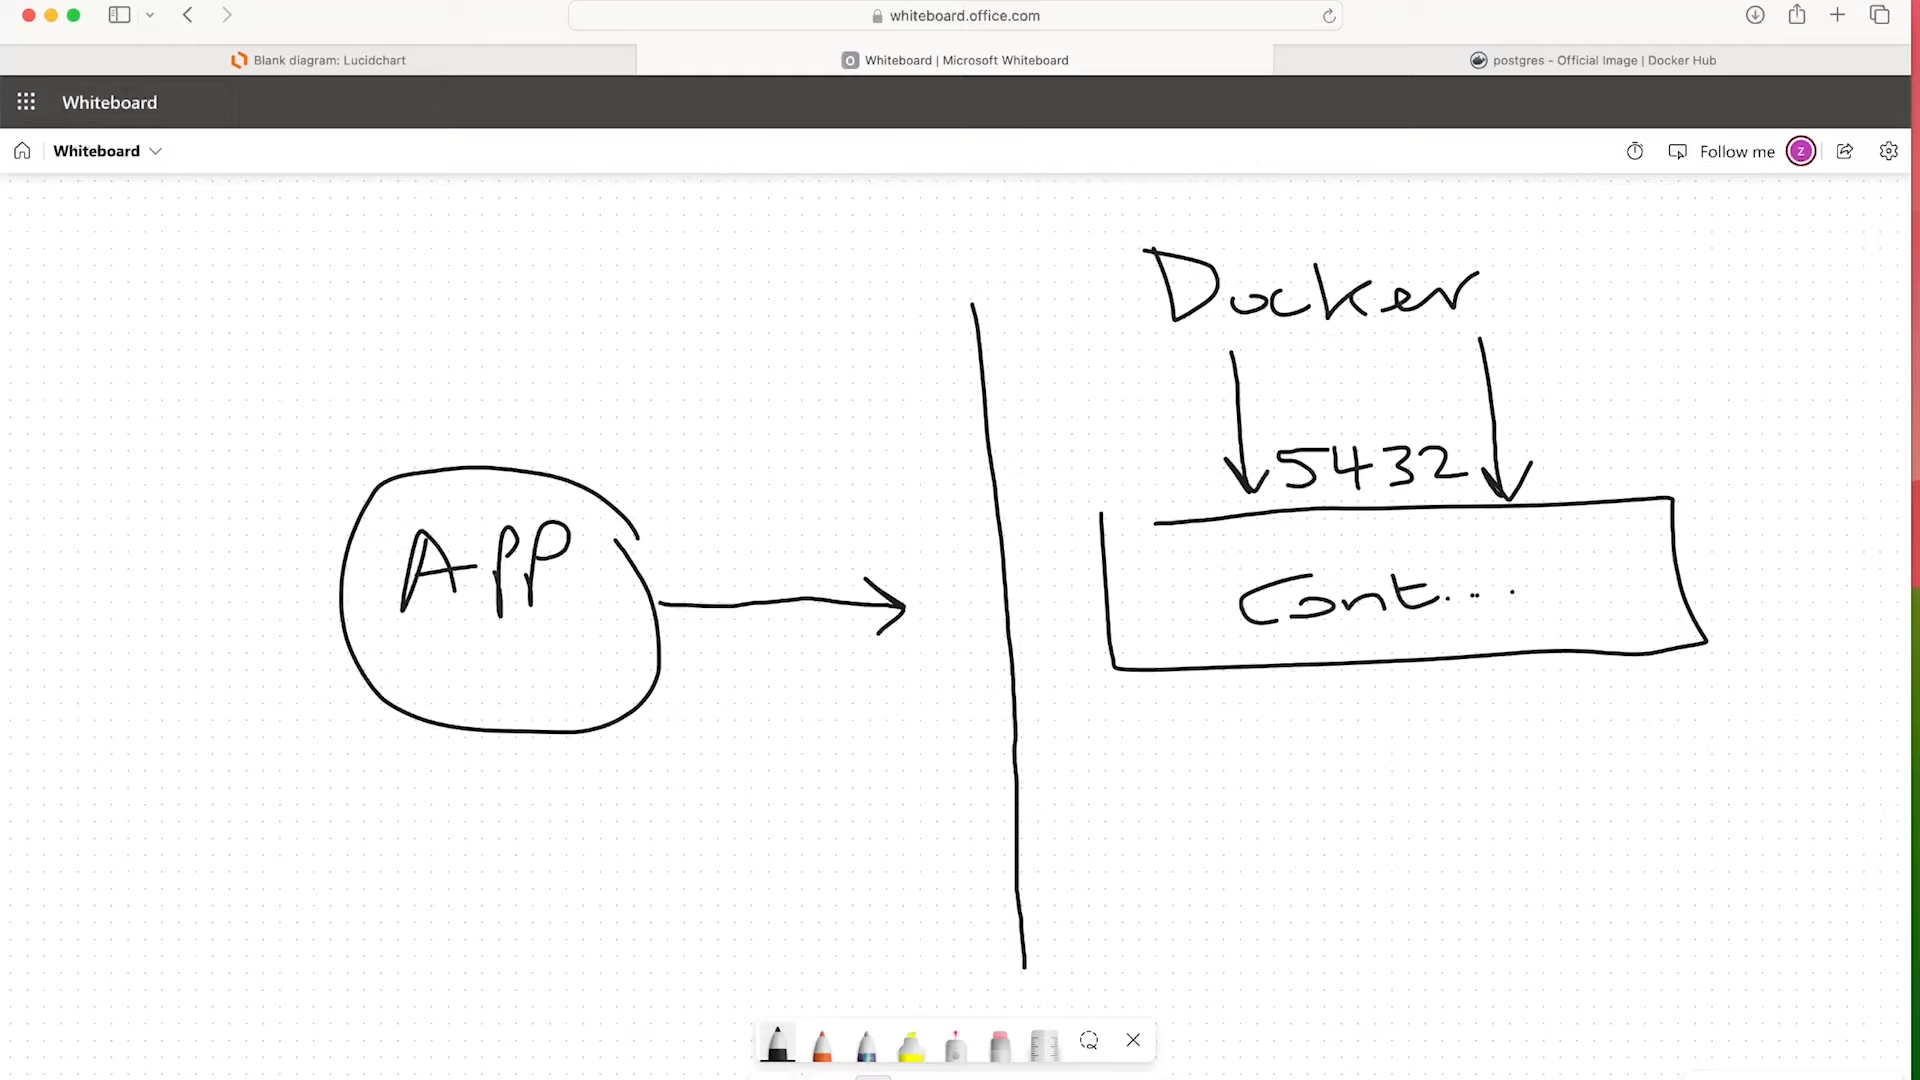 whiteboard.office.com
Blank diagram: Lucidchart
Whiteboard | Microsoft Whiteboard
postgres - Official Image | Docker Hub
Whiteboard
Whiteboard
Follow me
z
Docker
5432
App
Cont....